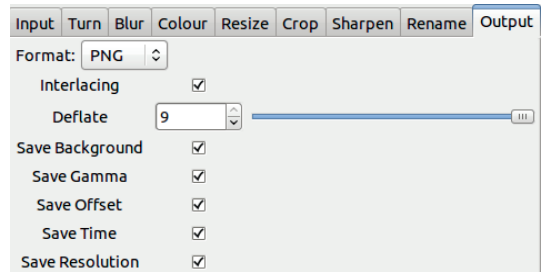 Input Turn Blur Colour Resize Crop Sharpen Rename Output
Format: PNG
Interlacing
Deflate 9
Save Background
Save Gamma
Save Offset
Save Time
Save Resolution